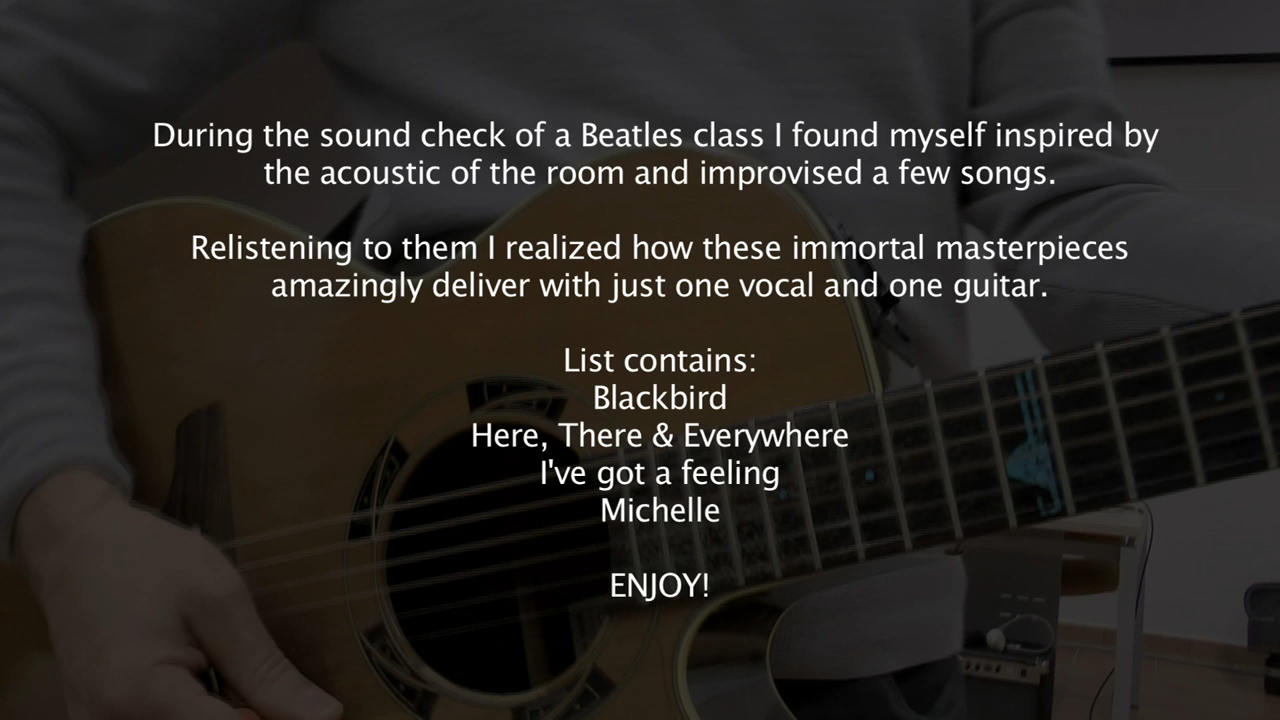 During the sound check of a Beatles class I found myself inspired by
the acoustic of the room and improvised a few songs.
Relistening to them I realized how these immortal masterpieces
amazingly deliver with just one vocal and one guitar.
List contains:
Blackbird
Here, There & Everywhere
I've got a feeling
Michelle
ENJOY!